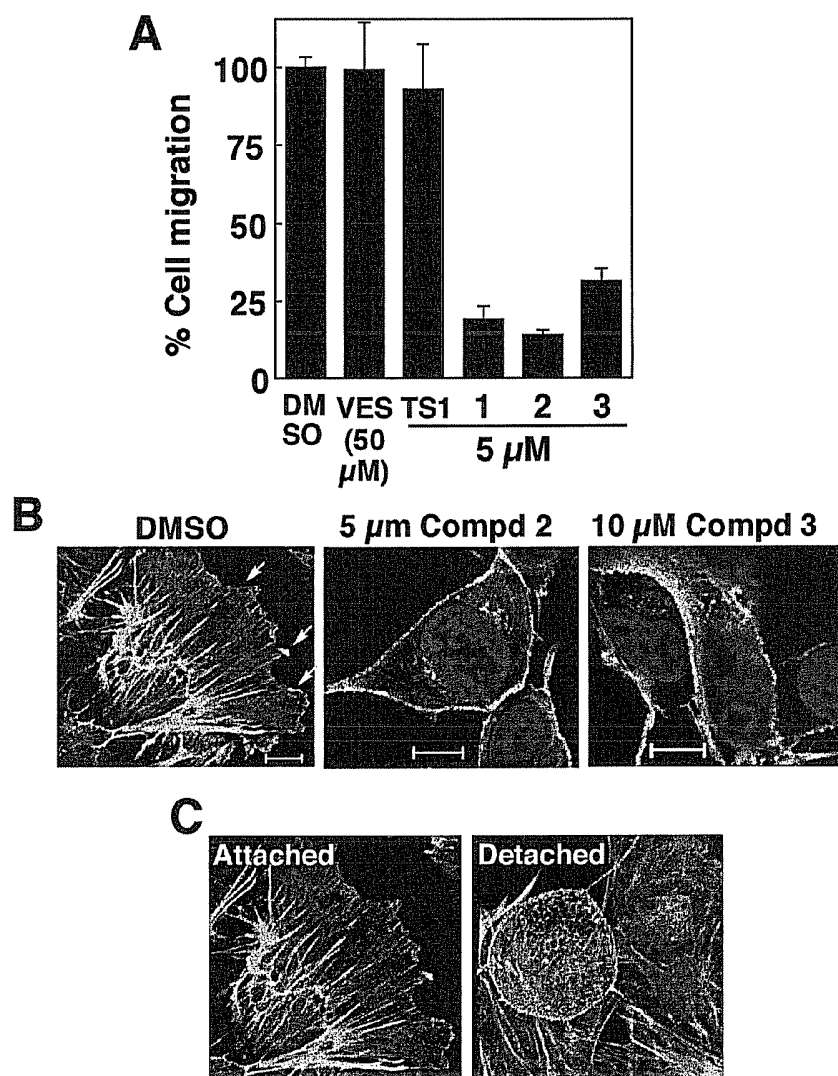 A
% Cell migration
100
75
50
25
0
DM
SO
VES
(50
µM)
TS1
1
2
3
5 µM
B
DMSO
5 µm Compd 2
10 µM Compd 3
C
Attached
Detached